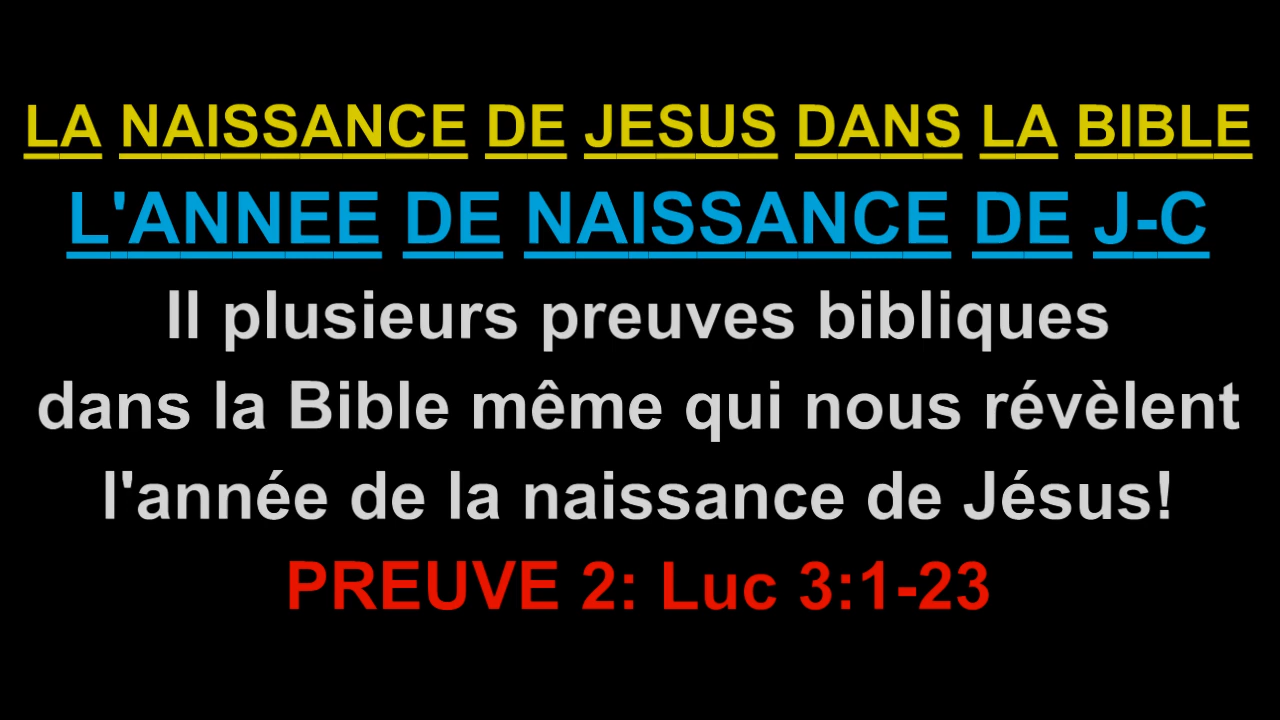 LA NAISSANCE DE JESUS DANS LA BIBLE
L'ANNEE DE NAISSANCE DE J-C
Il plusieurs preuves bibliques
dans la Bible même qui nous révèlent
l'année de la naissance de Jésus!
PREUVE 2: Luc 3:1-23